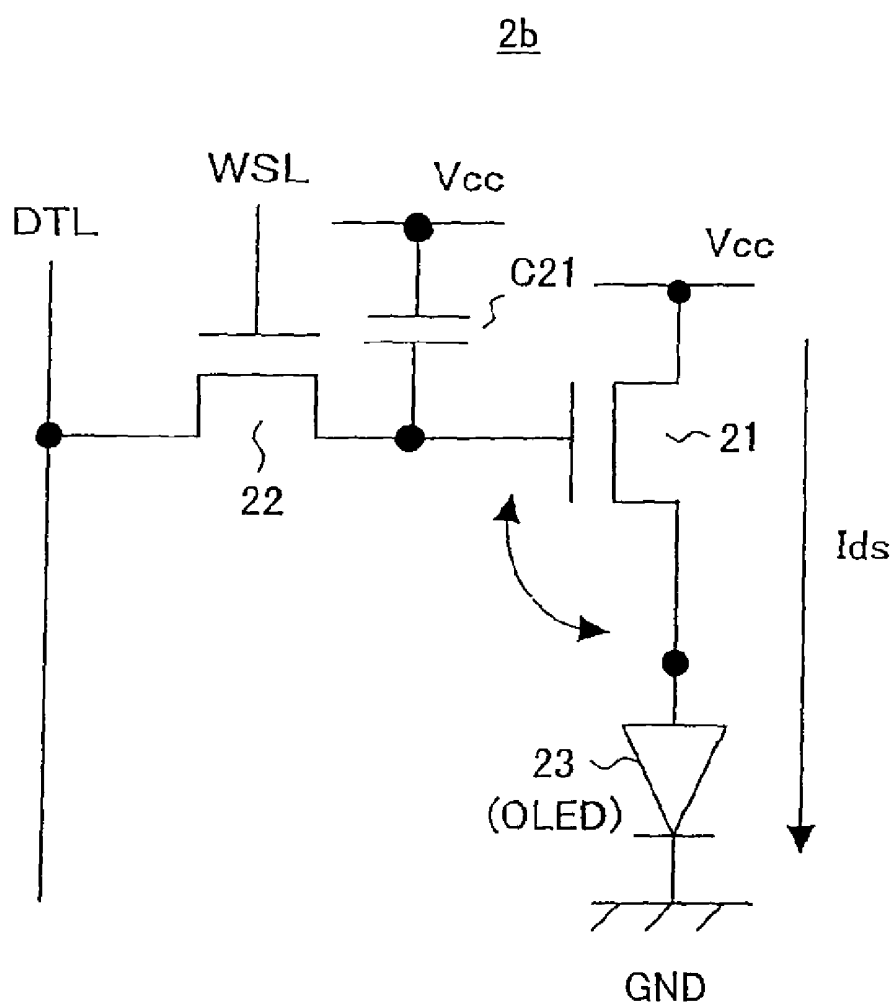 2b
WSL
Vcc
DTL
Vcc
C21
21
22
Ids
23
(OLED)
GND